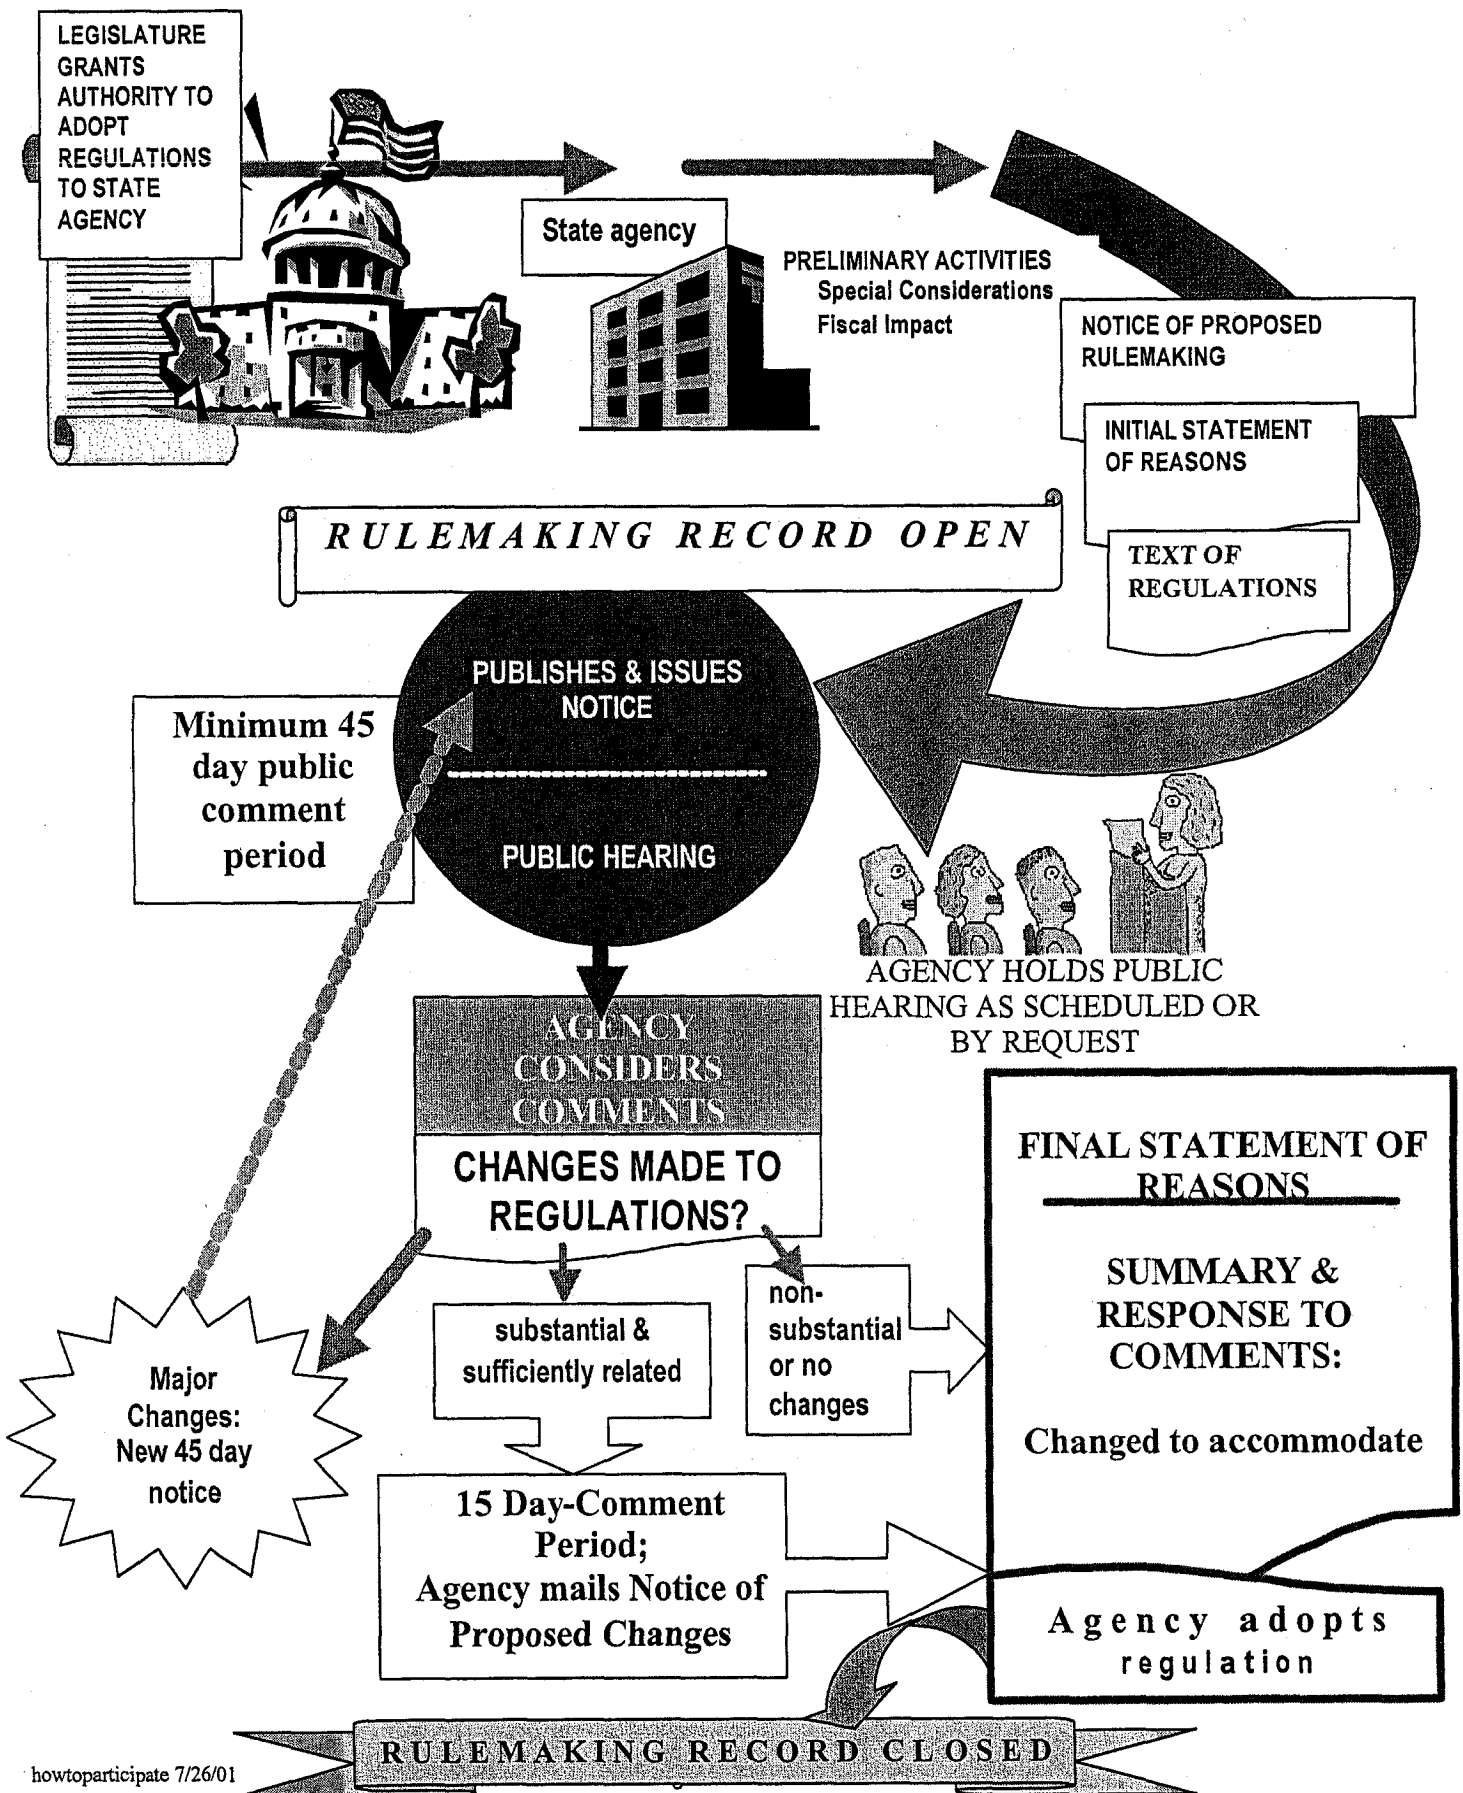 LEGISLATURE
GRANTS
AUTHORITY TO
ADOPT
REGULATIONS
TO STATE
AGENCY
State agency
PRELIMINARY ACTIVITIES
Special Considerations
Fiscal Impact
NOTICE OF PROPOSED
RULEMAKING
INITIAL STATEMENT
OF REASONS
TEXT OF
REGULATIONS
RULEMAKING RECORD OPEN
PUBLISHES & ISSUES
NOTICE
PUBLIC HEARING
Minimum 45
day public
comment
period
AGENCY HOLDS PUBLIC
HEARING AS SCHEDULED OR
BY REQUEST
AGENCY
CONSIDERS
COMMENTS
CHANGES MADE TO
REGULATIONS?
Major
Changes:
New 45 day
notice
substantial &
sufficiently related
non-
substantial
or no
changes
15 Day-Comment
Period;
Agency mails Notice of
Proposed Changes
FINAL STATEMENT OF
REASONS
SUMMARY &
RESPONSE TO
COMMENTS:
Changed to accommodate
Agency adopts
regulation
RULEMAKING RECORD CLOSED
howtoparticipate 7/26/01